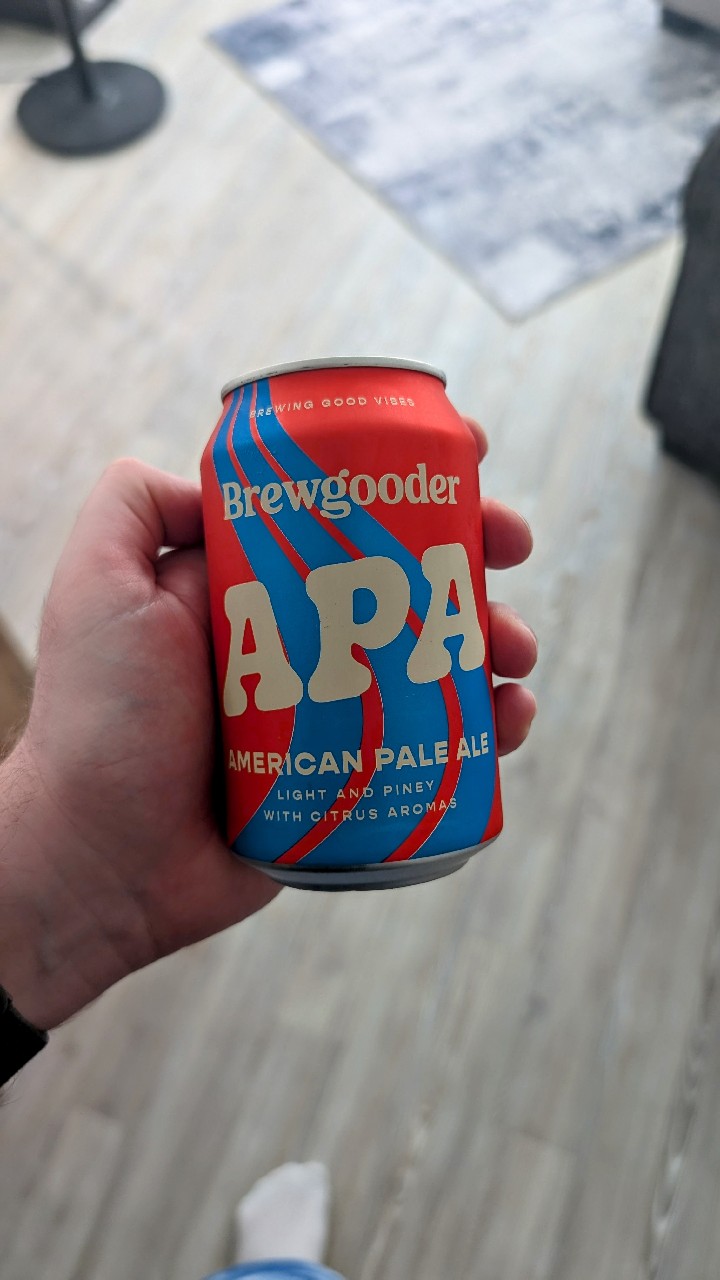 BREWING GOOD VIBES
Brewgooder
APA
AMERICAN PALE ALE
LIGHT AND PINEY
WITH CITRUS AROMAS